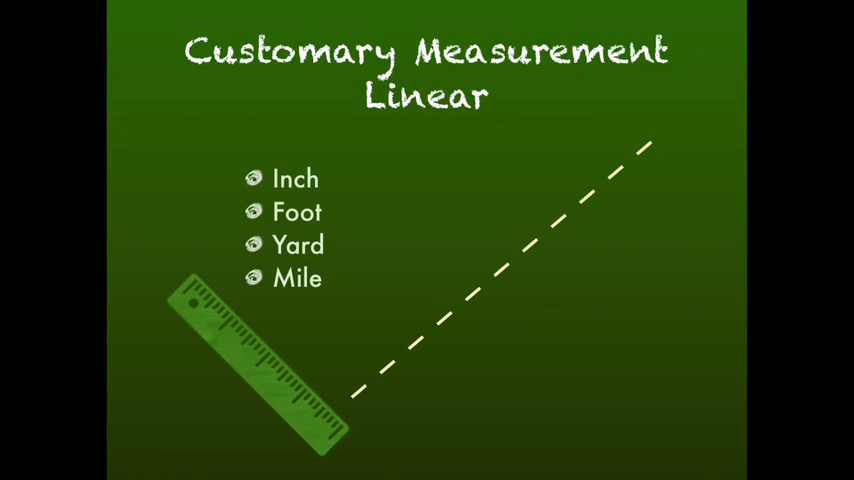 Customary Measurement
Linear
Inch
Foot
Yard
Mile